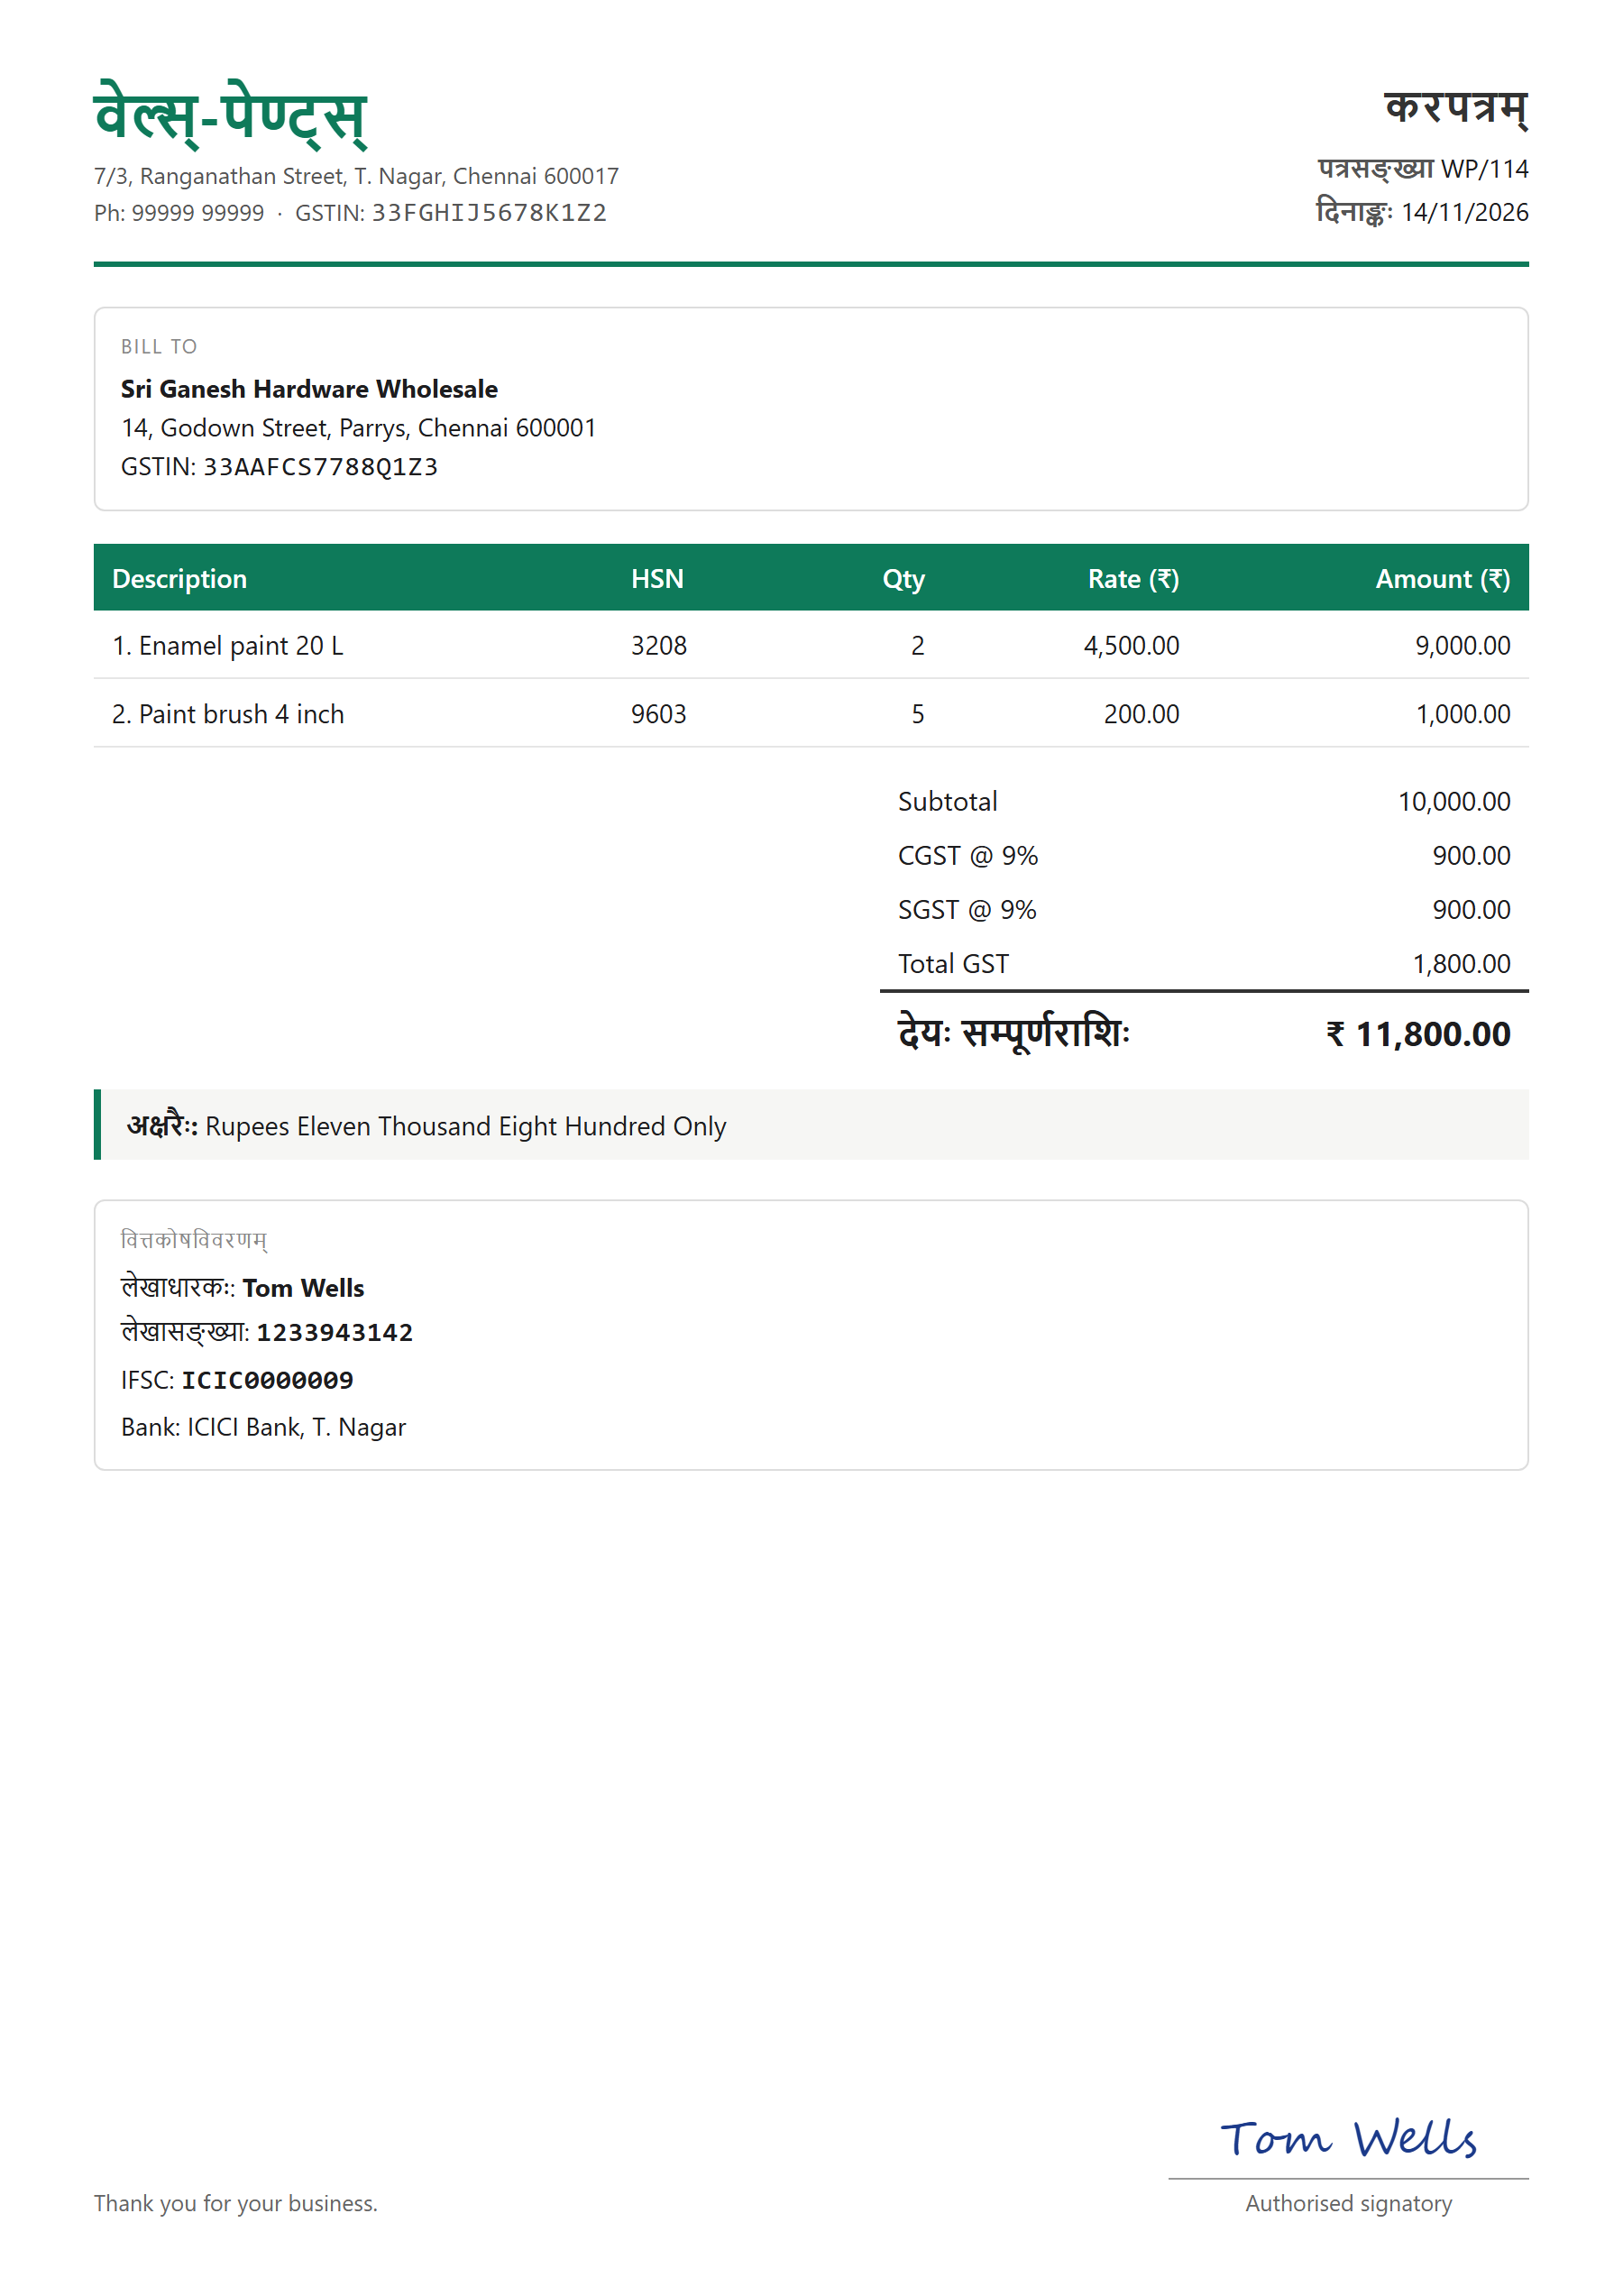 वेल्स्-पेण्ट्स्
7/3, Ranganathan Street, T. Nagar, Chennai 600017
Ph: 99999 99999 · GSTIN: 33FGHIJ5678K1Z2
करपत्रम्
पत्रसङ्ख्या WP/114
दिनाङ्कः 14/11/2026
BILL TO
Sri Ganesh Hardware Wholesale
14, Godown Street, Parrys, Chennai 600001
GSTIN: 33AAFCS7788Q1Z3
Description HSN Qty Rate (₹) Amount (₹)
1. Enamel paint 20 L 3208 2 4,500.00 9,000.00
2. Paint brush 4 inch 9603 5 200.00 1,000.00
Subtotal 10,000.00
CGST @ 9% 900.00
SGST @ 9% 900.00
Total GST 1,800.00
देयः सम्पूर्णराशिः ₹ 11,800.00
अक्षरैः: Rupees Eleven Thousand Eight Hundred Only
वित्तकोषविवरणम्
लेखाधारकः: Tom Wells
लेखासङ्ख्या: 1233943142
IFSC: ICIC0000009
Bank: ICICI Bank, T. Nagar
Tom Wells
Thank you for your business.
Authorised signatory